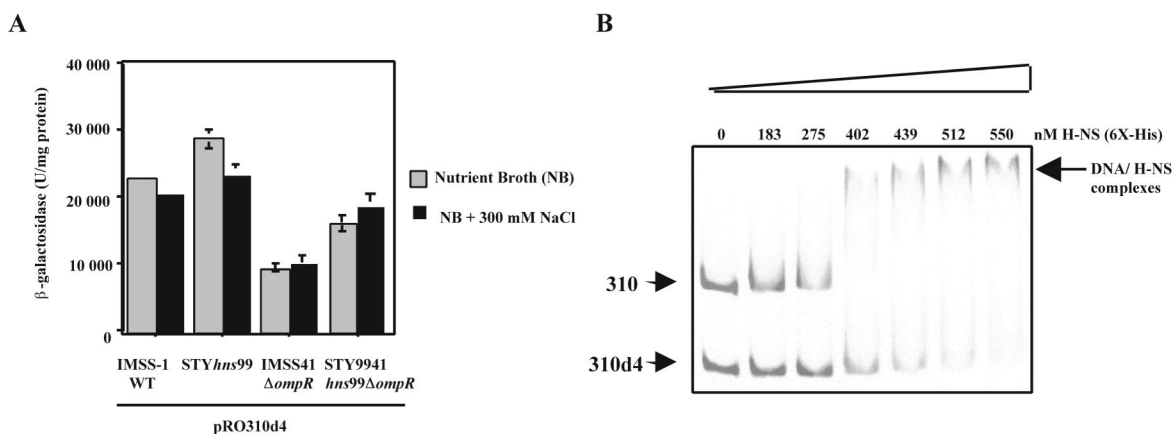 A
β-galactosidase (U/mg protein)
40 000
30 000
20 000
10 000
0
Nutrient Broth (NB)
NB + 300 mM NaCl
IMSS-1 STYhns99 IMSS41 STY9941
WT ΔompR hns99ΔompR
pRO310d4
B
0 183 275 402 439 512 550 nM H-NS (6X-His)
DNA/ H-NS
complexes
310
310d4